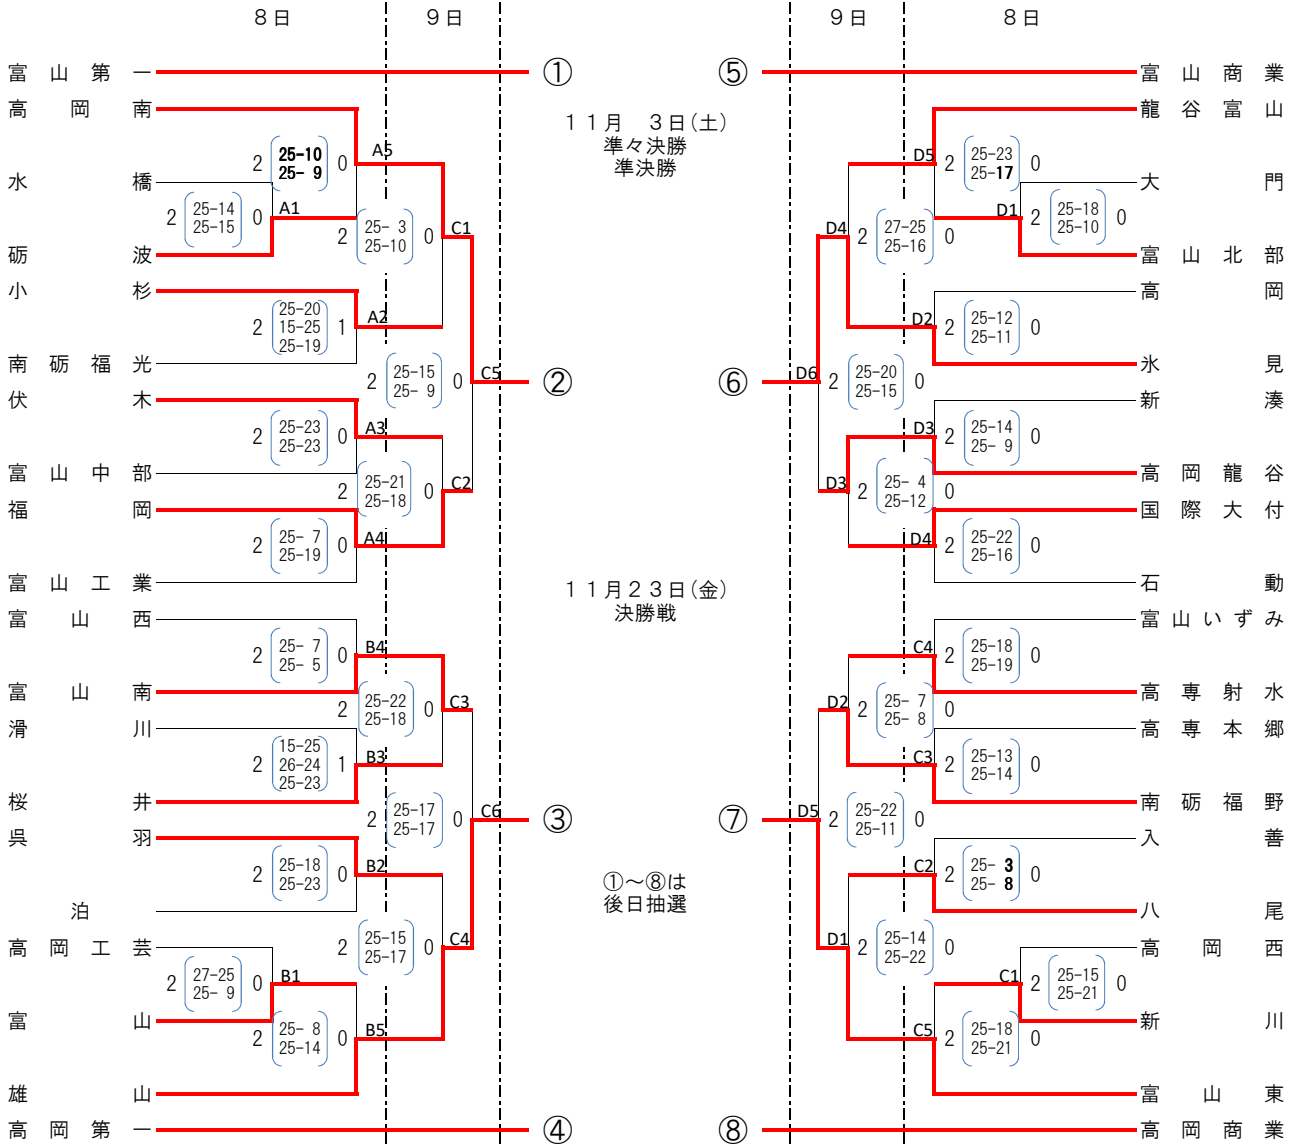 ８日　９日　９日　８日
富山第一　①　⑤　富山商業
高岡南　龍谷富山
１１月　３日(土)
準々決勝
準決勝
A5　D5
2　25-10　0　2　25-23　0
25- 9　25-17
水橋　大門
2　25-14　0　A1　D1　2　25-18　0
25-15　25-10
2　25- 3　0　C1　D4　2　27-25　0
25-10　25-16
砺波　富山北部
小杉　高岡
2　25-20　1　A2　D2　2　25-12　0
15-25　25-11
25-19
南砺福光　氷見
2　25-15　0　C5　②　⑥　D6　2　25-20　0
25- 9　25-15
伏木　新湊
2　25-23　0　A3　D3　2　25-14　0
25-23　25- 9
富山中部　高岡龍谷
2　25-21　0　C2　D3　2　25- 4　0
25-18　25-12
福岡　国際大付
2　25- 7　0　A4　D4　2　25-22　0
25-19　25-16
富山工業　石動
１１月２３日(金)
決勝戦
富山西　富山いずみ
2　25- 7　0　B4　C4　2　25-18　0
25- 5　25-19
富山南　高専射水
2　25-22　0　C3　D2　2　25- 7　0
25-18　25- 8
滑川　高専本郷
2　15-25　1　B3　C3　2　25-13　0
26-24　25-14
25-23
桜井　南砺福野
2　25-17　0　C6　③　⑦　D5　2　25-22　0
25-17　25-11
呉羽　入善
2　25-18　0　B2　C2　2　25- 3　0
25-23　25- 8
①～⑧は
後日抽選
泊　八尾
高岡工芸　高岡西
2　25-15　0　C4　D1　2　25-14　0
25-17　25-22
2　27-25　0　B1　C1　2　25-15　0
25- 9　25-21
富山　新川
2　25- 8　0　B5　C5　2　25-18　0
25-14　25-21
雄山　富山東
高岡第一　④　⑧　高岡商業